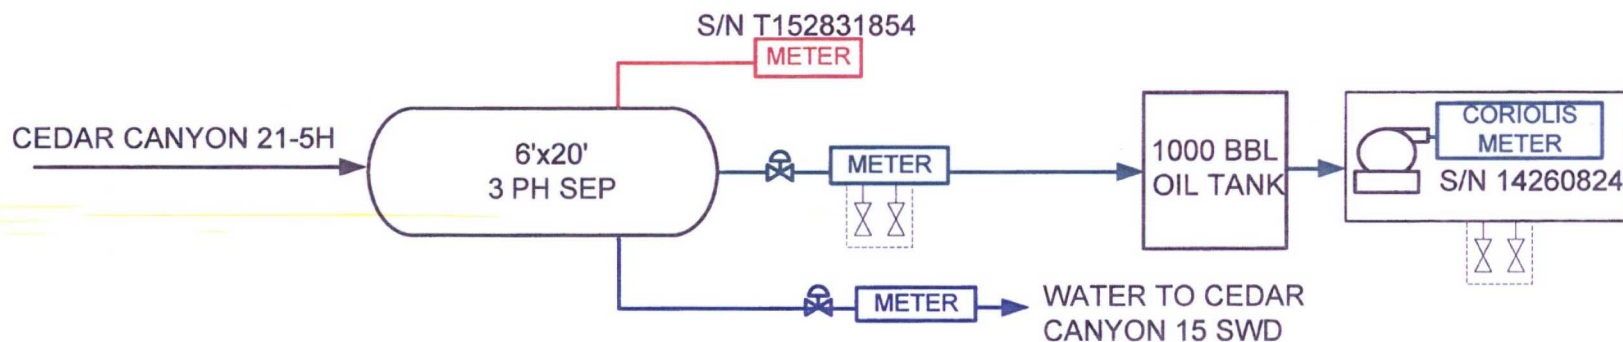 S/N T152831854
METER
CEDAR CANYON 21-5H
6'x20'
3 PH SEP
METER
1000 BBL
OIL TANK
CORIOLIS
METER
S/N 14260824
METER
WATER TO CEDAR
CANYON 15 SWD